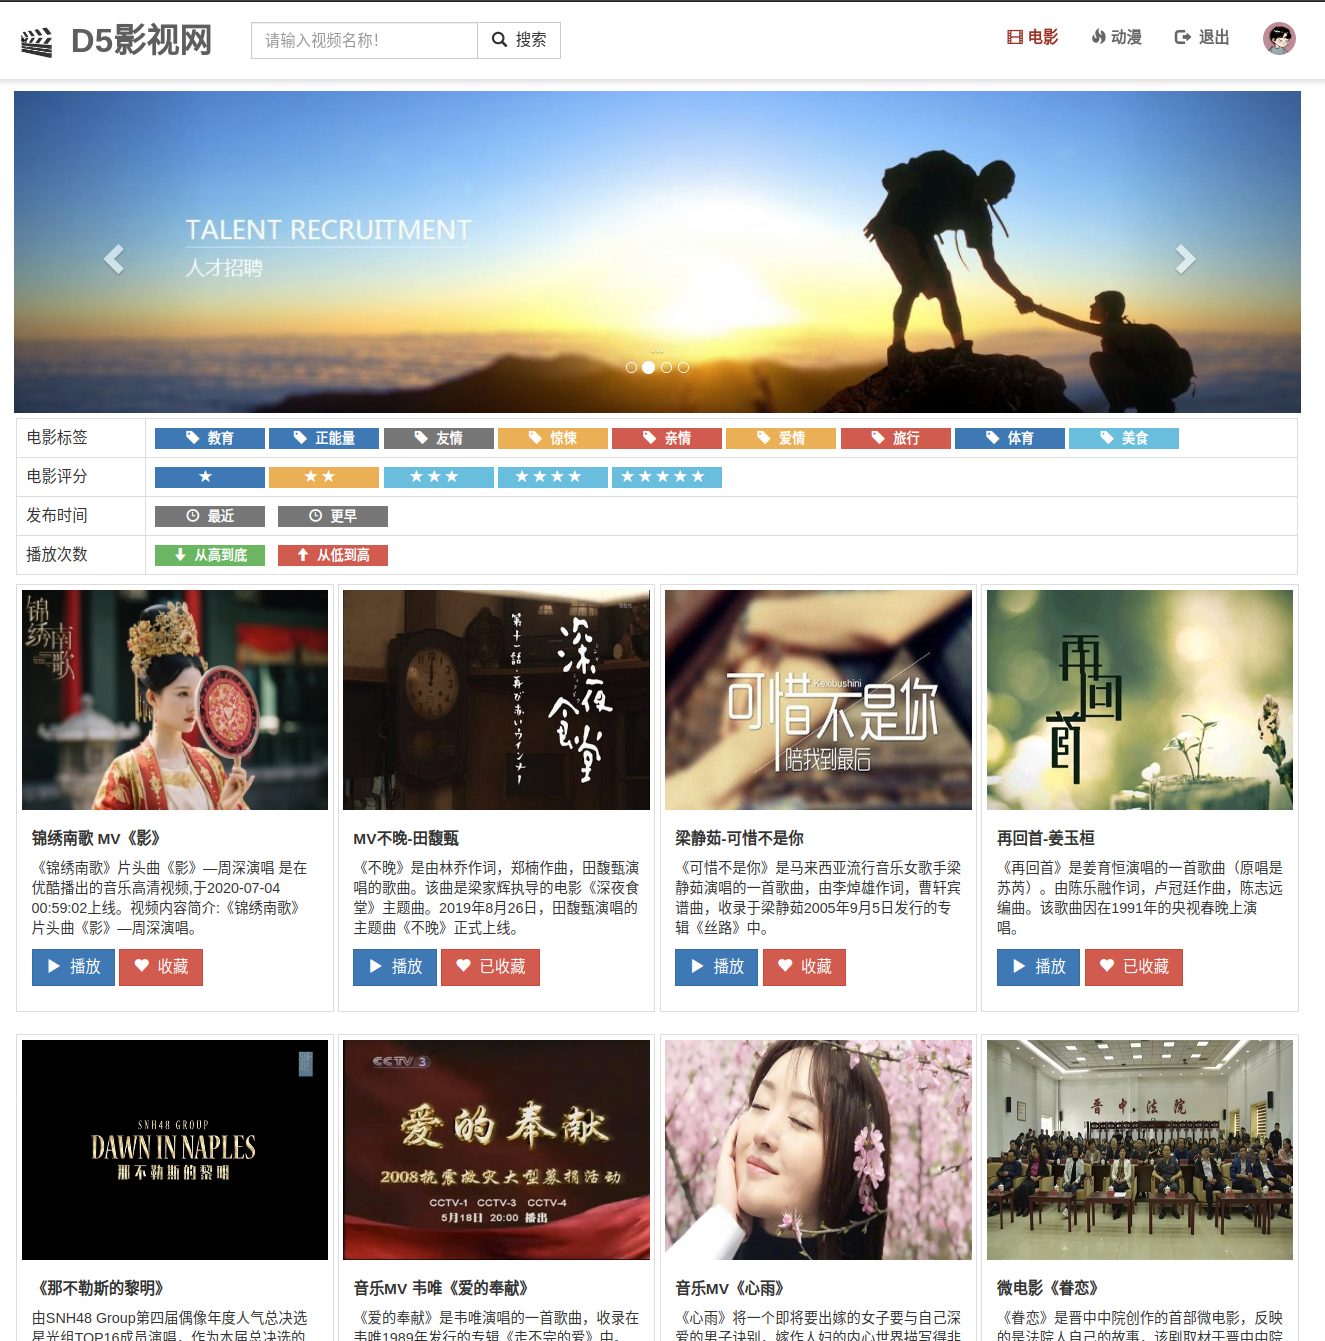 D5影视网
请输入视频名称！
搜索
电影
动漫
退出
TALENT RECRUITMENT
人才招聘
...
电影标签
教育
正能量
友情
惊悚
亲情
爱情
旅行
体育
美食
电影评分
★
★★
★★★
★★★★
★★★★★
发布时间
最近
更早
播放次数
从高到底
从低到高
锦绣南歌
深夜食堂
第十一話・再び赤いウインナー
可惜不是你
Kexibushini
陪我到最后
再回首
锦绣南歌 MV《影》
《锦绣南歌》片头曲《影》—周深演唱 是在
优酷播出的音乐高清视频,于2020-07-04
00:59:02上线。视频内容简介:《锦绣南歌》
片头曲《影》—周深演唱。
播放
收藏
MV不晚-田馥甄
《不晚》是由林乔作词，郑楠作曲，田馥甄演
唱的歌曲。该曲是梁家辉执导的电影《深夜食
堂》主题曲。2019年8月26日，田馥甄演唱的
主题曲《不晚》正式上线。
播放
已收藏
梁静茹-可惜不是你
《可惜不是你》是马来西亚流行音乐女歌手梁
静茹演唱的一首歌曲，由李焯雄作词，曹轩宾
谱曲，收录于梁静茹2005年9月5日发行的专
辑《丝路》中。
播放
收藏
再回首-姜玉桓
《再回首》是姜育恒演唱的一首歌曲（原唱是
苏芮）。由陈乐融作词，卢冠廷作曲，陈志远
编曲。该歌曲因在1991年的央视春晚上演
唱。
播放
已收藏
SNH48 GROUP
DAWN IN NAPLES
那不勒斯的黎明
CCTV 3
爱的奉献
2008抗震救灾大型募捐活动
CCTV-1 CCTV-3 CCTV-4
5月18日 20:00 播出
晋中法院
《那不勒斯的黎明》
由SNH48 Group第四届偶像年度人气总决选
星光组TOP16成员演唱，作为本届总决选的
音乐MV 韦唯《爱的奉献》
《爱的奉献》是韦唯演唱的一首歌曲，收录在
韦唯1989年发行的专辑《走不完的爱》中。
音乐MV《心雨》
《心雨》将一个即将要出嫁的女子要与自己深
爱的男子诀别，嫁作人妇的内心世界描写得非
微电影《眷恋》
《眷恋》是晋中中院创作的首部微电影，反映
的是法院人自己的故事，该剧取材于晋中中院